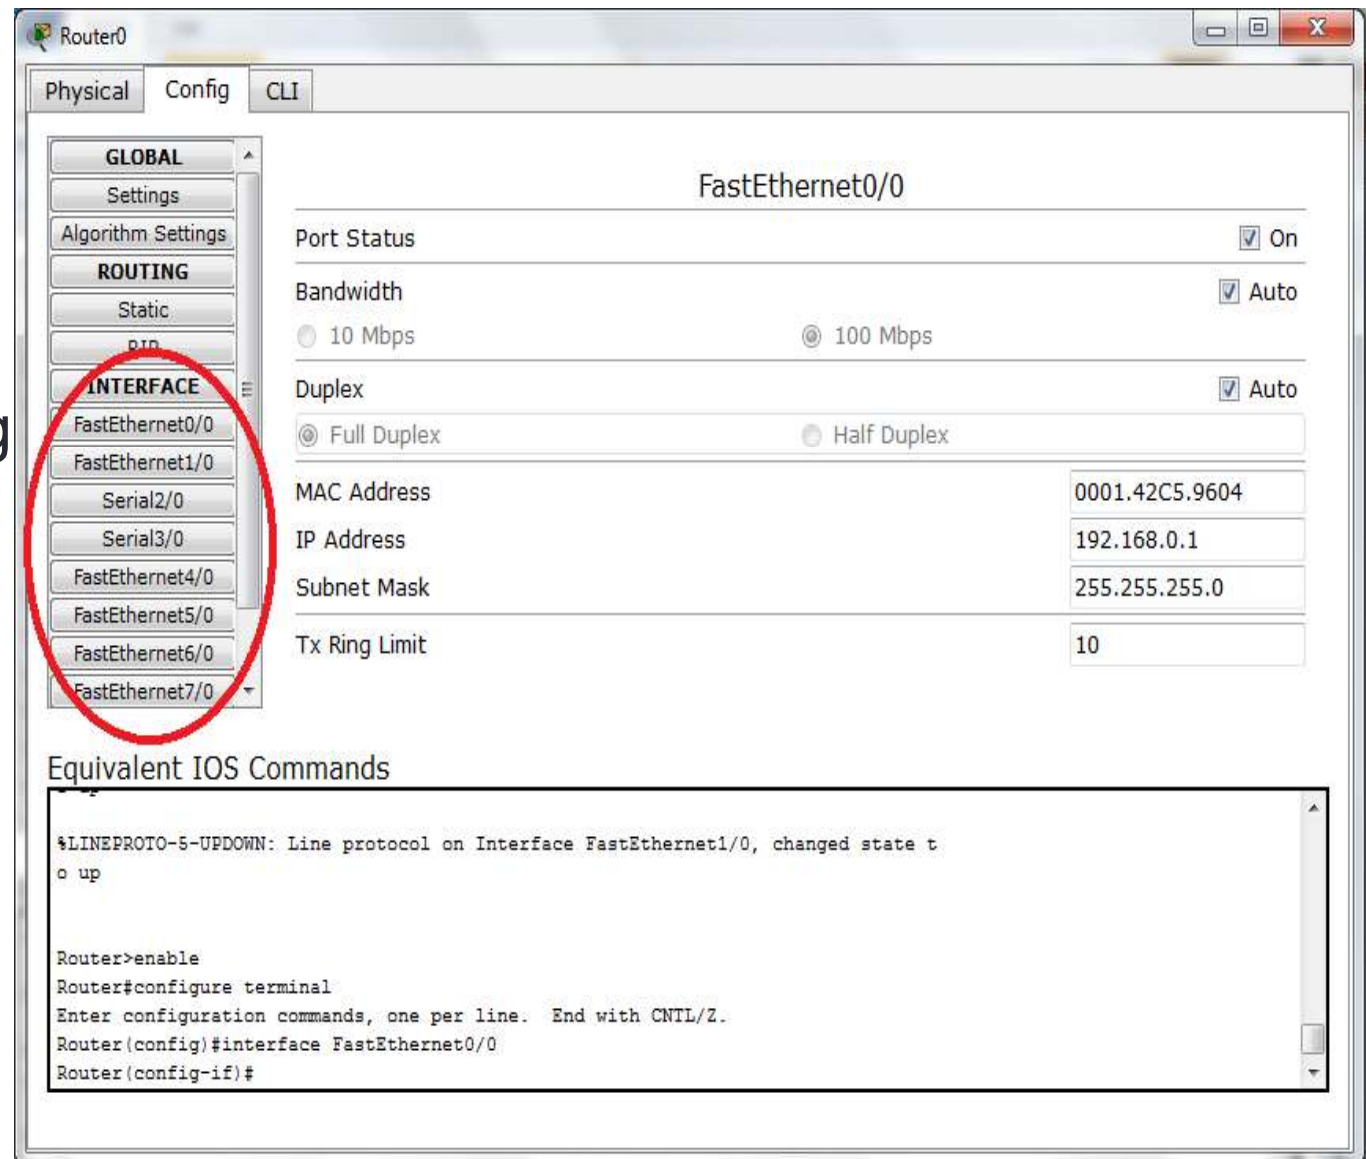 Router0
Physical Config CLI
GLOBAL
Settings
Algorithm Settings
ROUTING
Static
RIP
INTERFACE
FastEthernet0/0
FastEthernet1/0
Serial2/0
Serial3/0
FastEthernet4/0
FastEthernet5/0
FastEthernet6/0
FastEthernet7/0
g
FastEthernet0/0
Port Status On
Bandwidth Auto
10 Mbps 100 Mbps
Duplex Auto
Full Duplex Half Duplex
MAC Address 0001.42C5.9604
IP Address 192.168.0.1
Subnet Mask 255.255.255.0
Tx Ring Limit 10
Equivalent IOS Commands
o up
%LINEPROTO-5-UPDOWN: Line protocol on Interface FastEthernet1/0, changed state t
o up
Router>enable
Router#configure terminal
Enter configuration commands, one per line. End with CNTL/Z.
Router(config)#interface FastEthernet0/0
Router(config-if)#